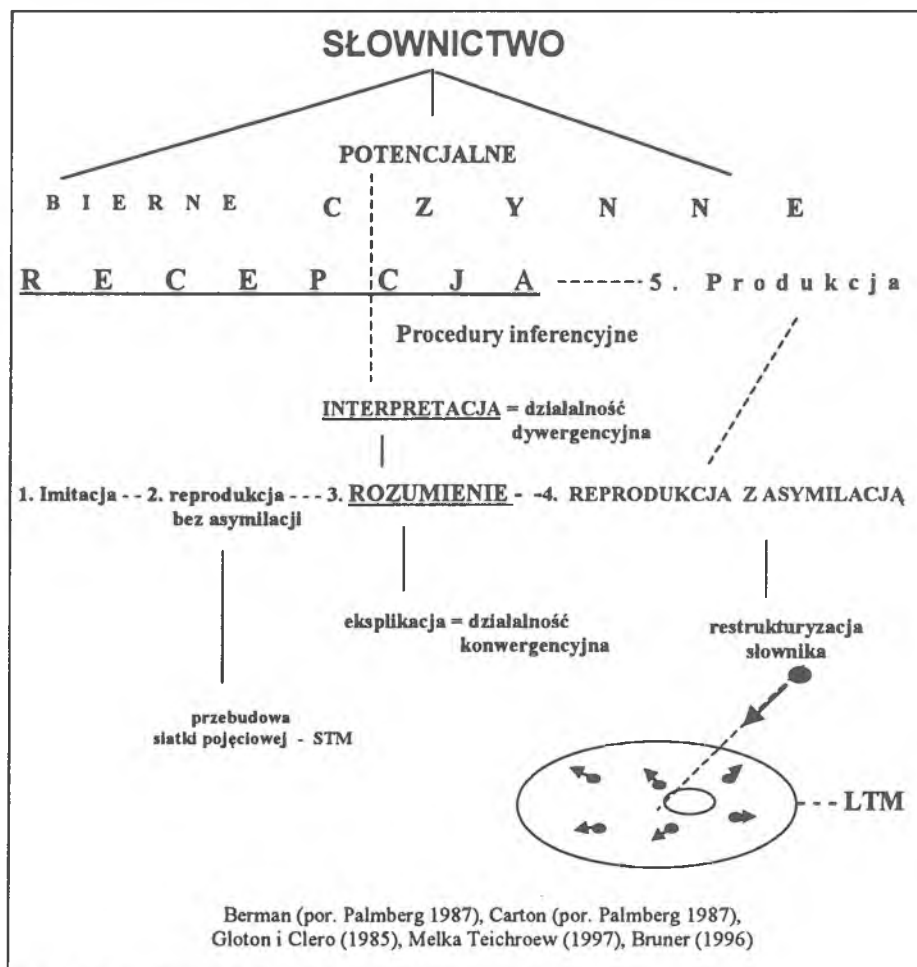 SŁOWNICTWO
POTENCJALNE
B I E R N E C Z Y N N E
R E C E P C J A ------ 5. Produkcja
Procedury inferencyjne
INTERPRETACJA = działalność
dywergencyjna
1. Imitacja -- 2. reprodukcja --- 3. ROZUMIENIE - -4. REPRODUKCJA Z ASYMILACJĄ
bez asymilacji
eksplikacja = działalność
konwergencyjna
restrukturyzacja
słownika
przebudowa
siatki pojęciowej - STM
LTM
Berman (por. Palmberg 1987), Carton (por. Palmberg 1987),
Gloton i Clero (1985), Melka Teichroew (1997), Bruner (1996)